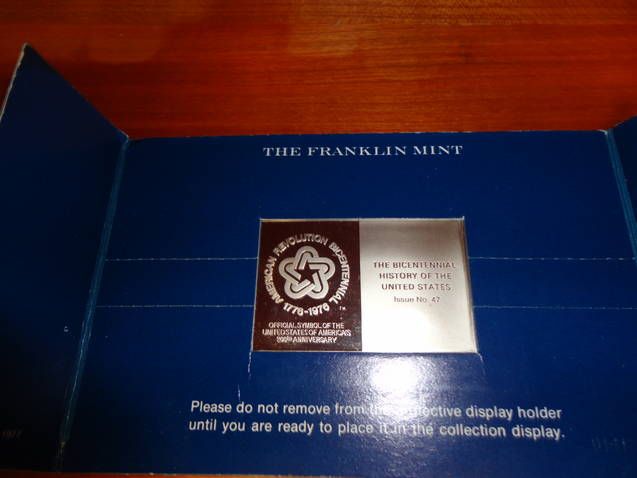 THE FRANKLIN MINT
AMERICAN REVOLUTION BICENTENNIAL
1776-1976
OFFICIAL SYMBOL OF THE
UNITED STATES OF AMERICA'S
200th ANNIVERSARY
THE BICENTENNIAL
HISTORY OF THE
UNITED STATES
Issue No. 47
Please do not remove from protective display holder
until you are ready to place it in the collection display.
1977